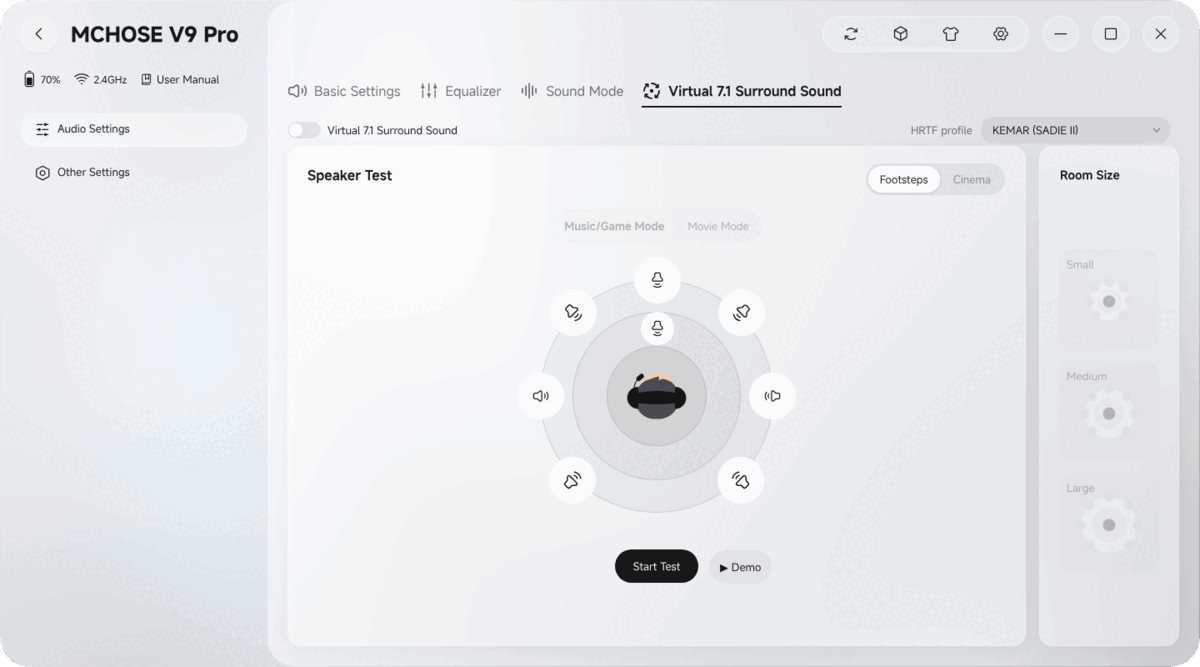 MCHOSE V9 Pro
70% 2.4GHz User Manual
Audio Settings
Other Settings
Basic Settings Equalizer Sound Mode Virtual 7.1 Surround Sound
Virtual 7.1 Surround Sound
HRTF profile KEMAR (SADIE II)
Speaker Test
Footsteps Cinema
Music/Game Mode Movie Mode
Start Test ▶ Demo
Room Size
Small
Medium
Large